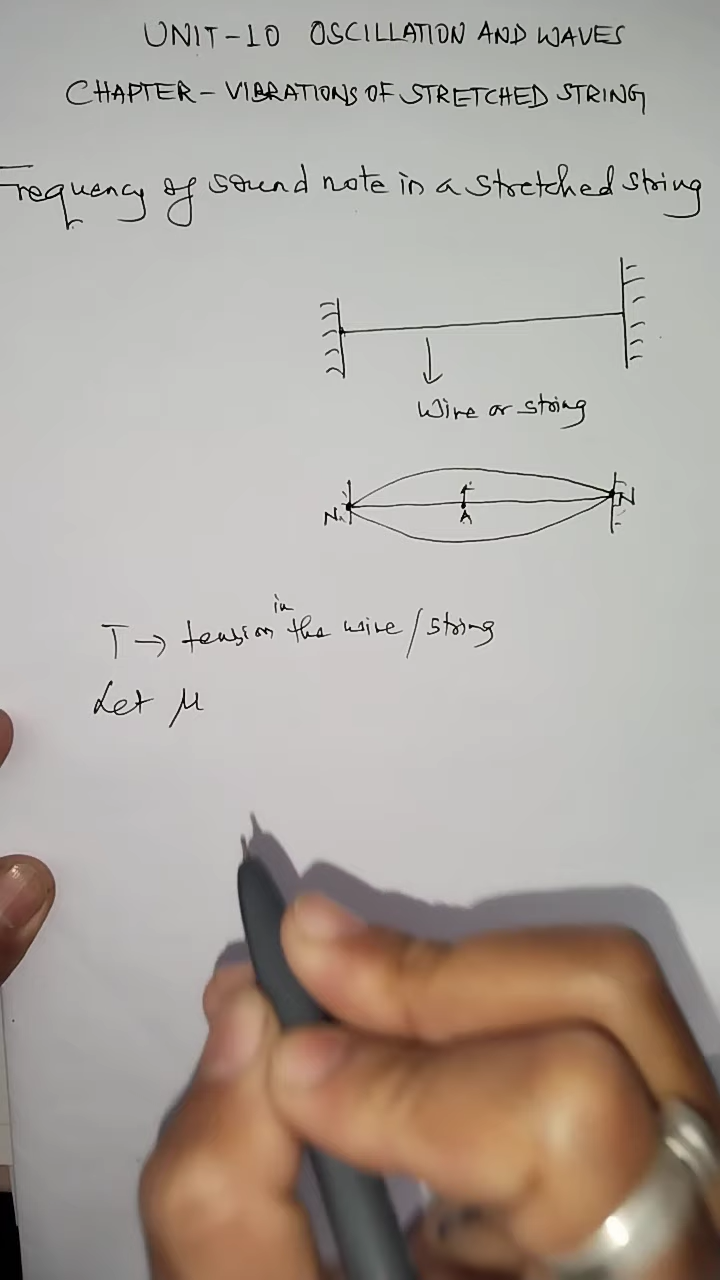 UNIT-10 OSCILLATION AND WAVES
CHAPTER - VIBRATIONS OF STRETCHED STRING
Frequency of sound note in a stretched string
Wire or string
N A N
T → tension in the wire/string
Let μ